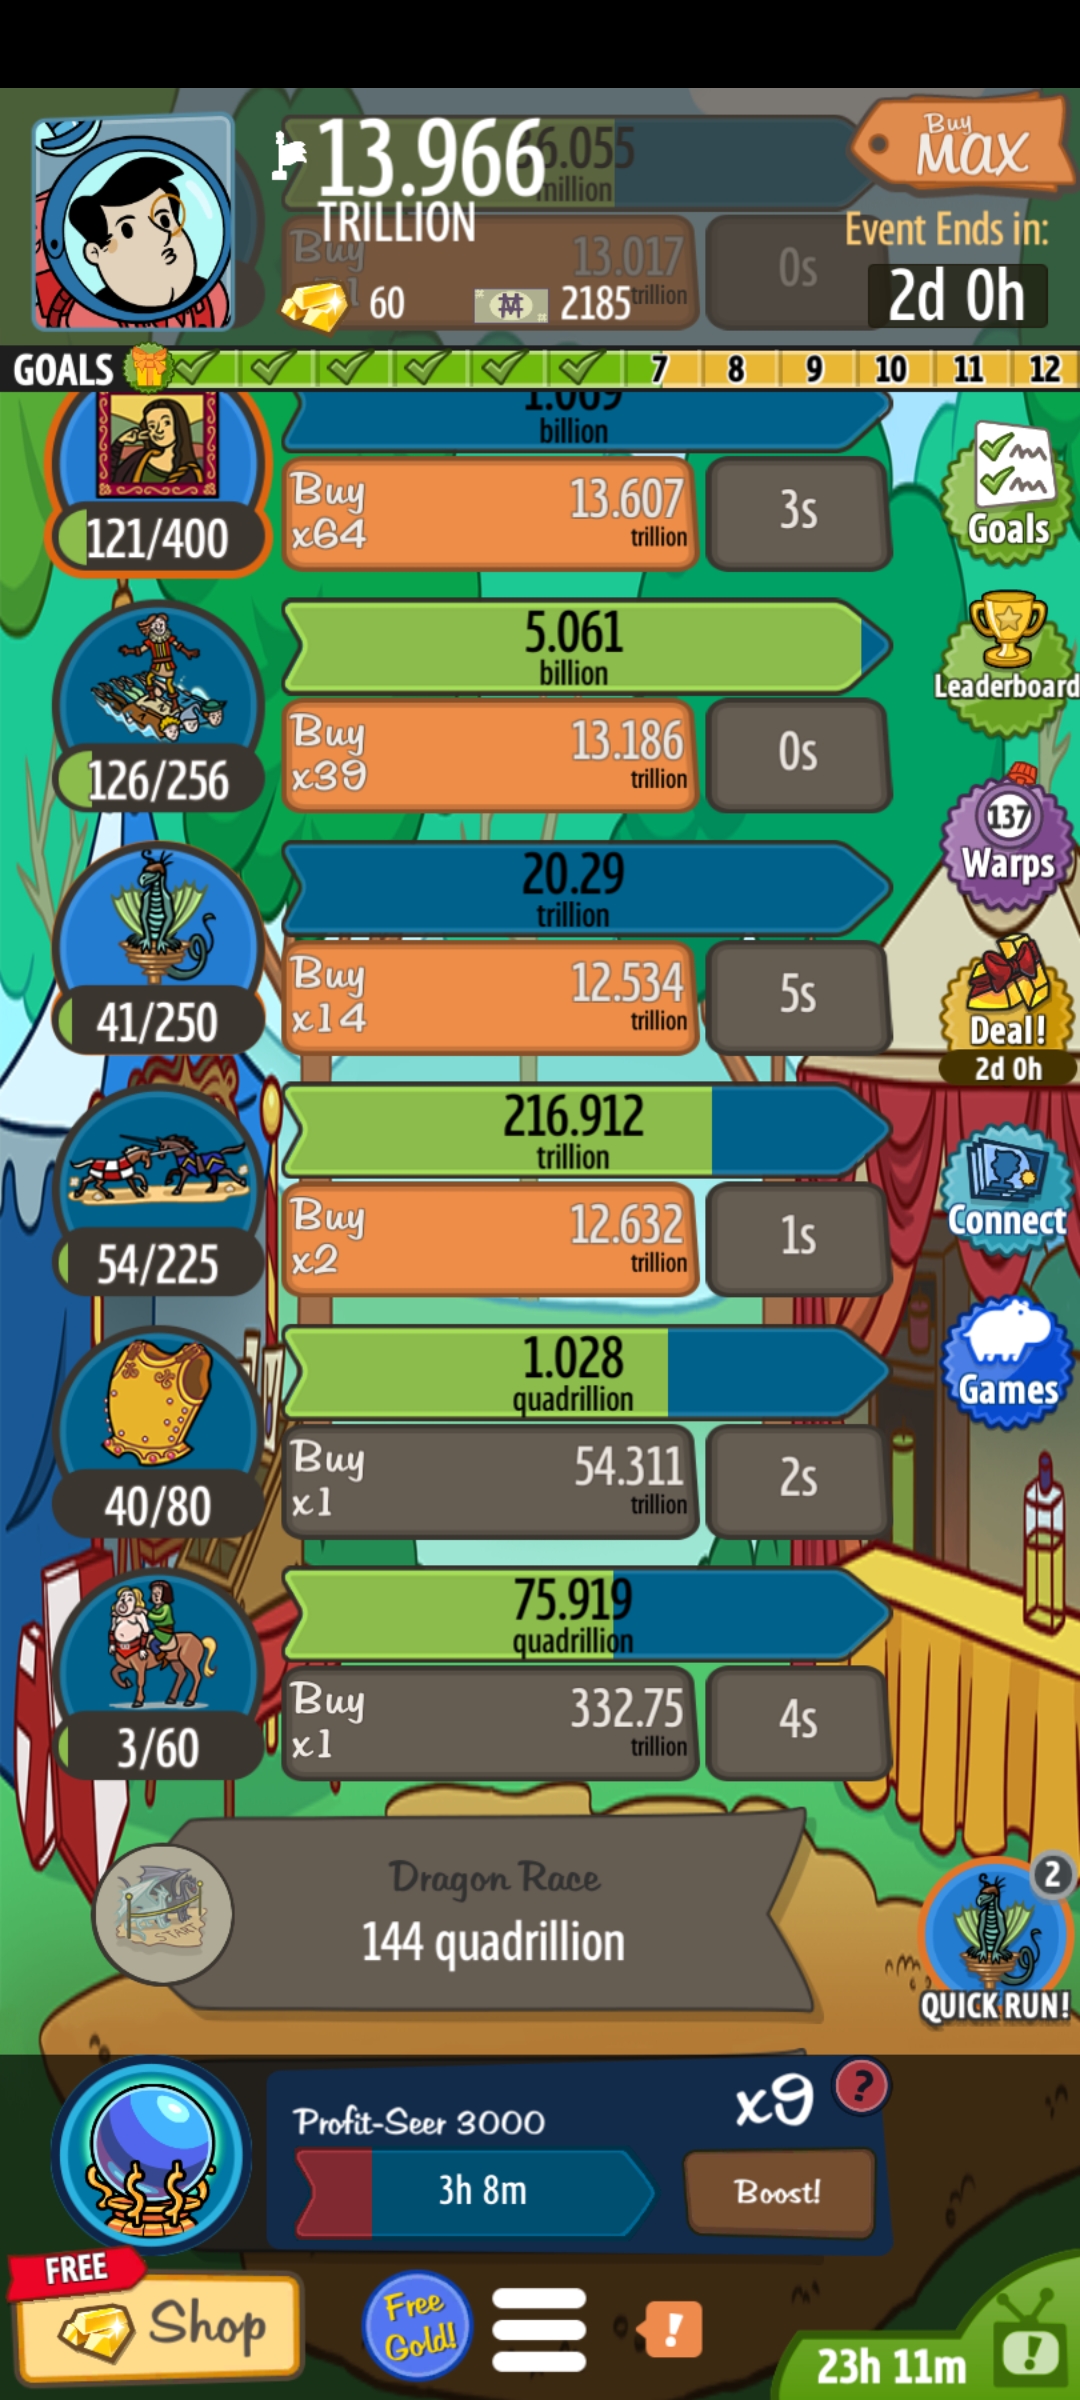 13.966
TRILLION
Buy
MAX
Event Ends in:
2d 0h
6.055
million
Buy
13.017
trillion
0s
60
2185
GOALS
7
8
9
10
11
12
1.069
billion
121/400
Buy
x64
13.607
trillion
3s
Goals
5.061
billion
126/256
Buy
x39
13.186
trillion
0s
Leaderboard
137
Warps
20.29
trillion
41/250
Buy
x14
12.534
trillion
5s
Deal!
2d 0h
216.912
trillion
54/225
Buy
x2
12.632
trillion
1s
Connect
1.028
quadrillion
40/80
Buy
x1
54.311
trillion
2s
Games
75.919
quadrillion
3/60
Buy
x1
332.75
trillion
4s
START
Dragon Race
144 quadrillion
2
QUICK RUN!
Profit-Seer 3000
x9
?
3h 8m
Boost!
FREE
Shop
Free
Gold!
!
23h 11m
!